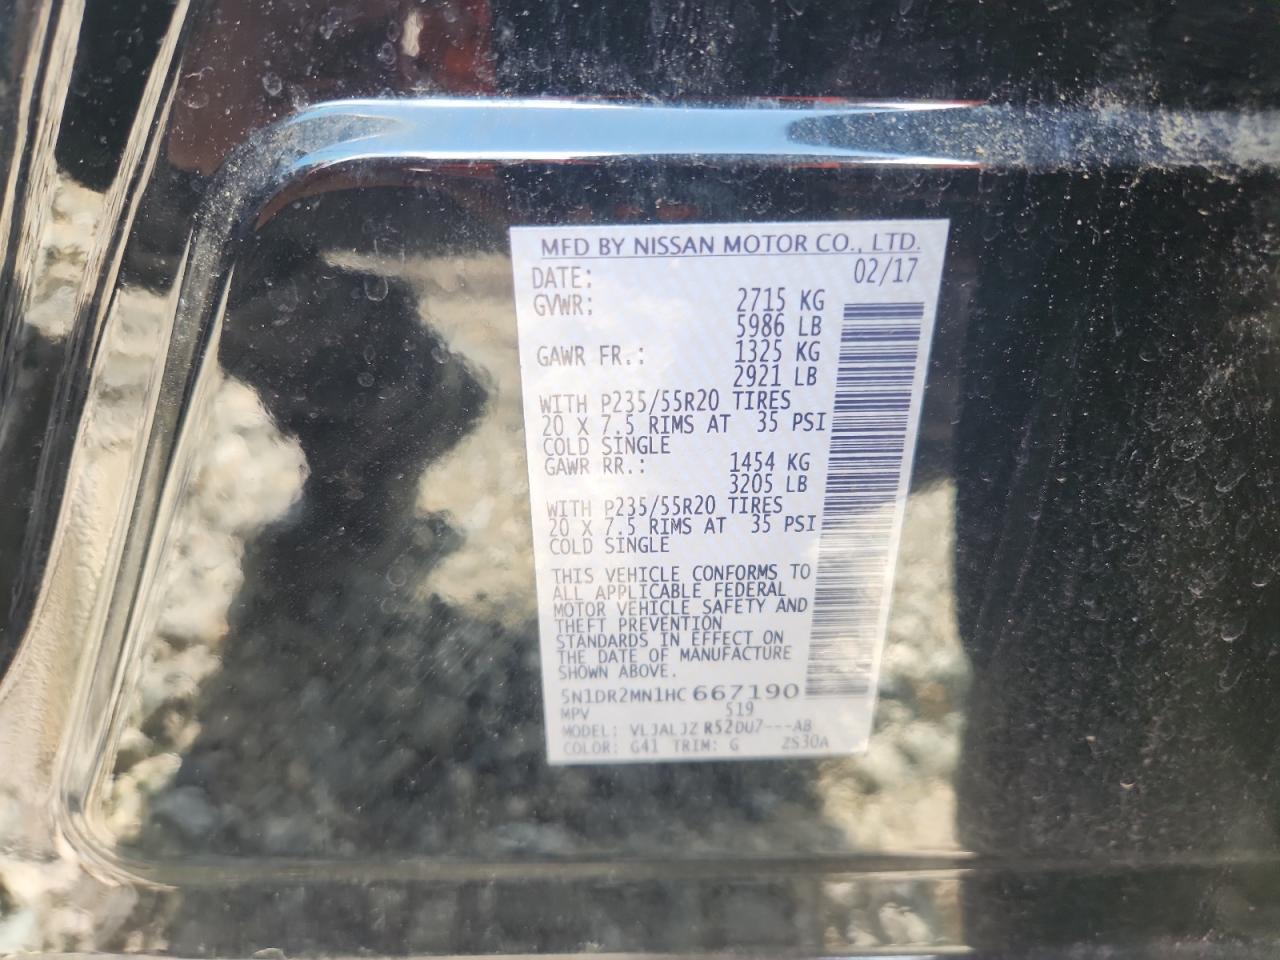 MFD BY NISSAN MOTOR CO., LTD.
DATE: 02/17
GVWR: 2715 KG
5986 LB
GAWR FR.: 1325 KG
2921 LB
WITH P235/55R20 TIRES
20 X 7.5 RIMS AT 35 PSI
COLD SINGLE
GAWR RR.: 1454 KG
3205 LB
WITH P235/55R20 TIRES
20 X 7.5 RIMS AT 35 PSI
COLD SINGLE
THIS VEHICLE CONFORMS TO
ALL APPLICABLE FEDERAL
MOTOR VEHICLE SAFETY AND
THEFT PREVENTION
STANDARDS IN EFFECT ON
THE DATE OF MANUFACTURE
SHOWN ABOVE.
5N1DR2MN1HC 667190
MPV 519
MODEL: VLJALJZ R52DU7---AB
COLOR: G41 TRIM: G ZS30A